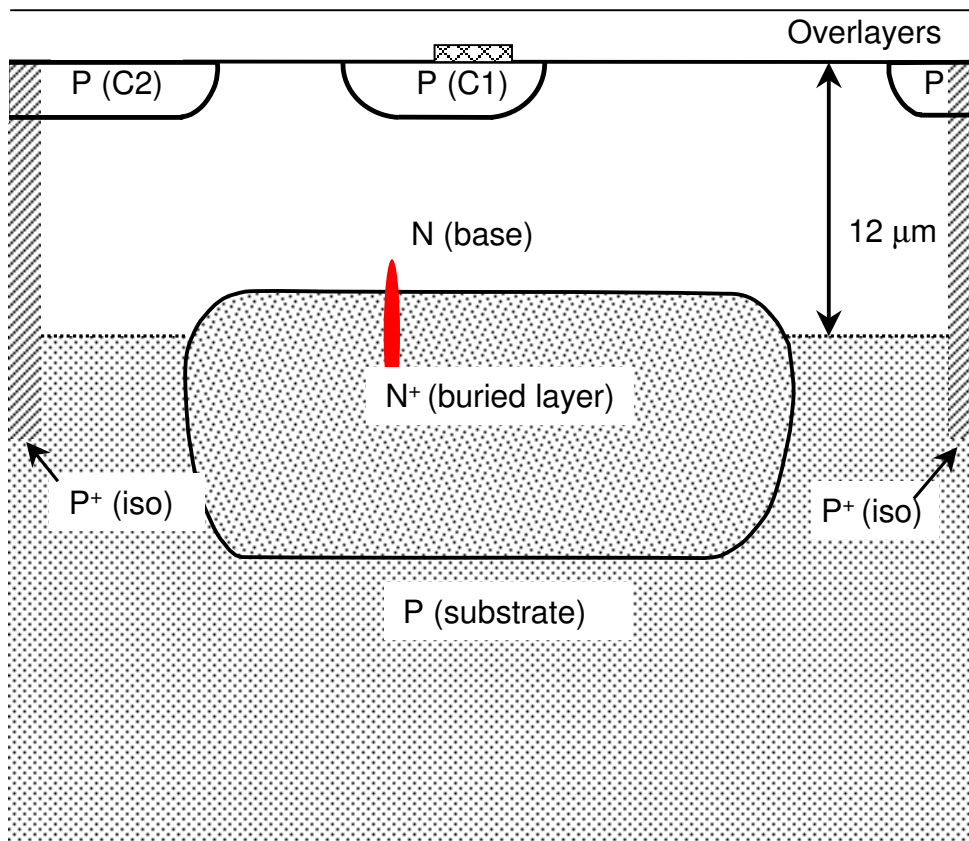 Overlayers
P (C2)
P (C1)
P
N (base)
12 μm
N⁺ (buried layer)
P⁺ (iso)
P⁺ (iso)
P (substrate)